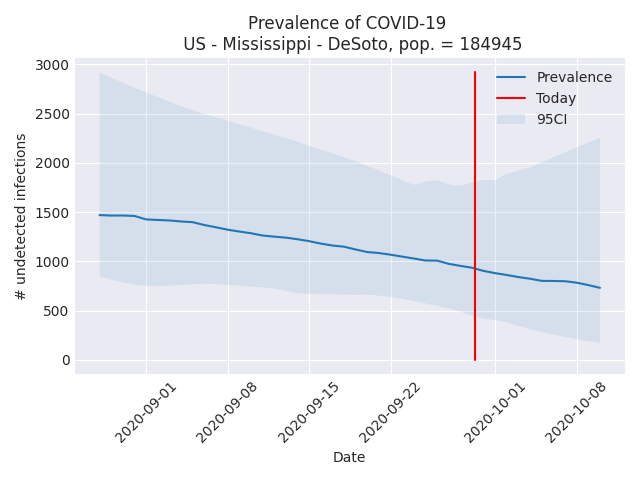 Prevalence of COVID-19
US - Mississippi - DeSoto, pop. = 184945
3000
2500
2000
1500
1000
500
0
# undetected infections
Prevalence
Today
95CI
2020-09-01
2020-09-08
2020-09-15
2020-09-22
2020-10-01
2020-10-08
Date